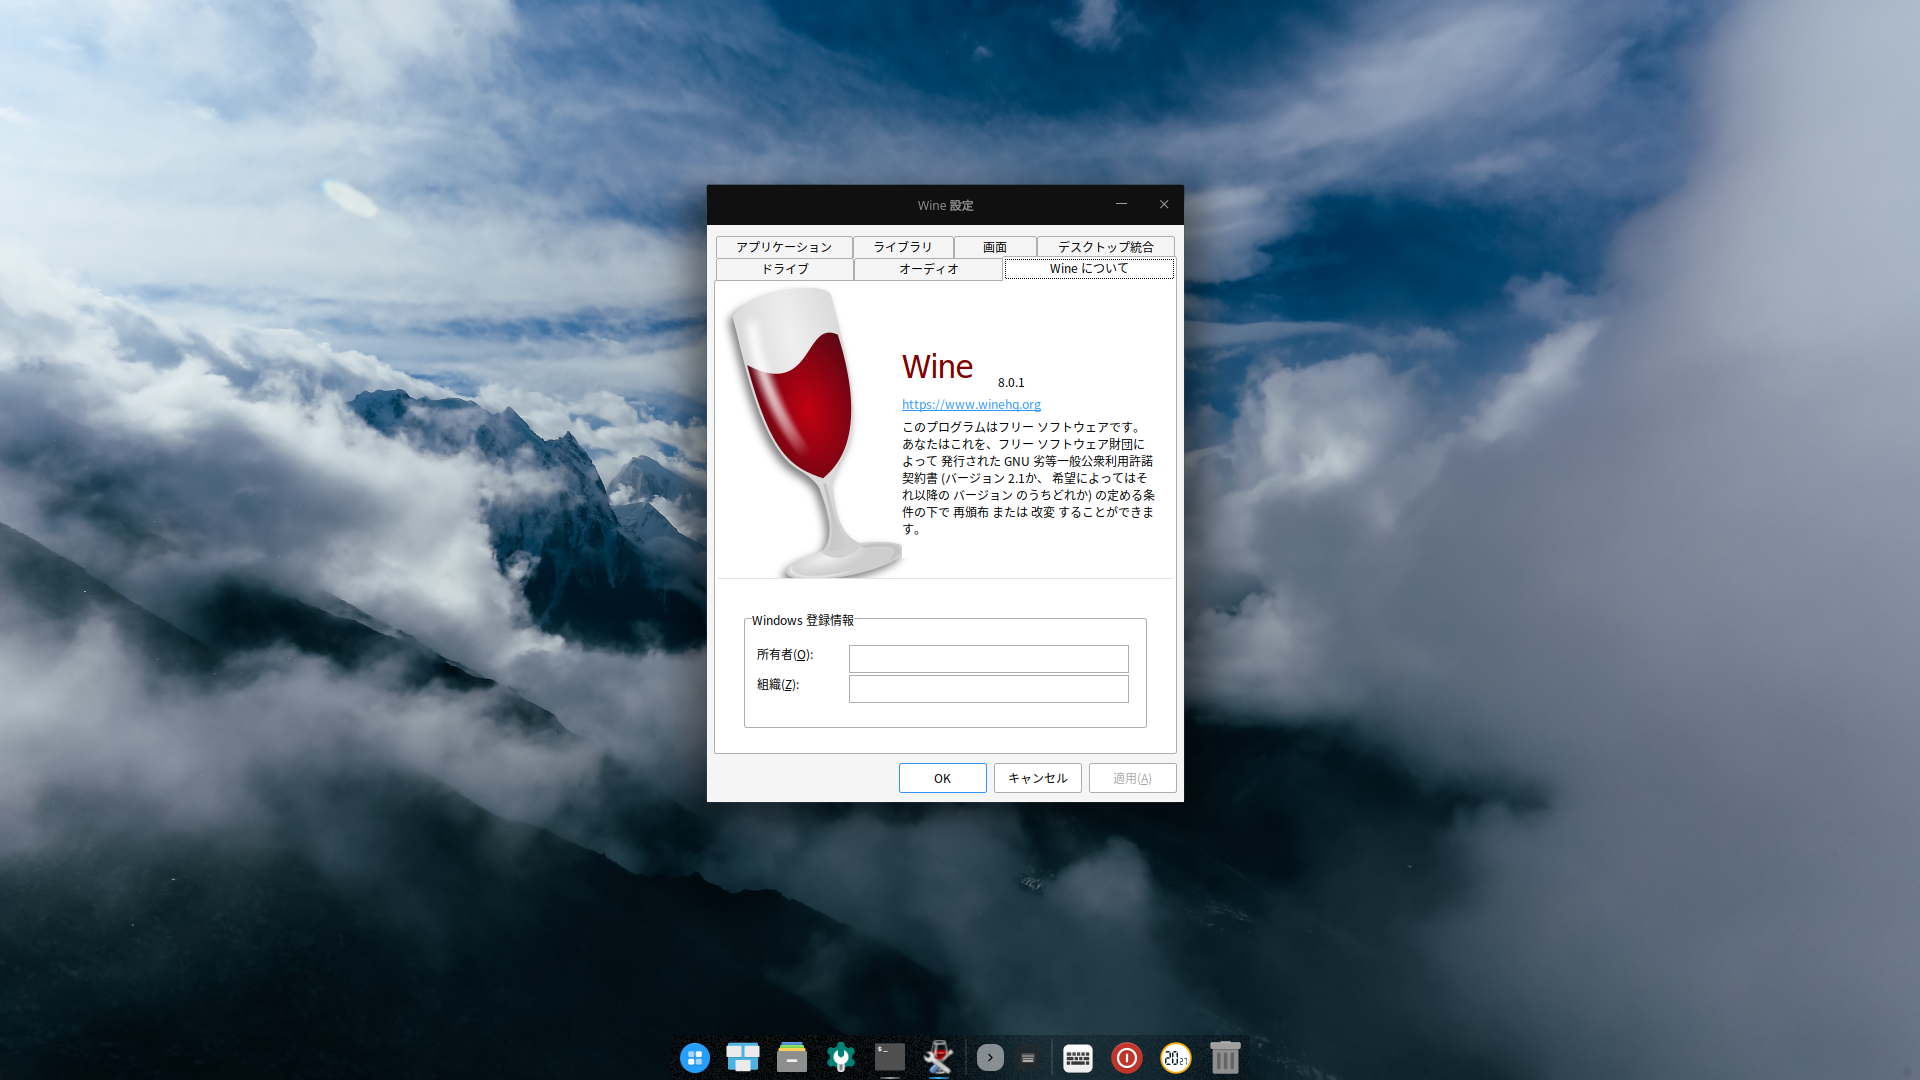 Wine 設定
アプリケーション ライブラリ 画面 デスクトップ統合
ドライブ オーディオ Wine について
Wine 8.0.1
https://www.winehq.org
このプログラムはフリー ソフトウェアです。
あなたはこれを、フリー ソフトウェア財団に
よって 発行された GNU 劣等一般公衆利用許諾
契約書 (バージョン 2.1か、 希望によってはそ
れ以降の バージョン のうちどれか) の定める条
件の下で 再頒布 または 改変 することができま
す。
Windows 登録情報
所有者(O):
組織(Z):
OK キャンセル 適用(A)
$_
20 27